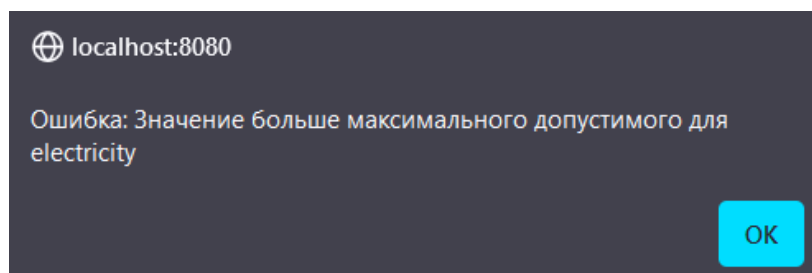 localhost:8080
Ошибка: Значение больше максимального допустимого для
electricity
OK